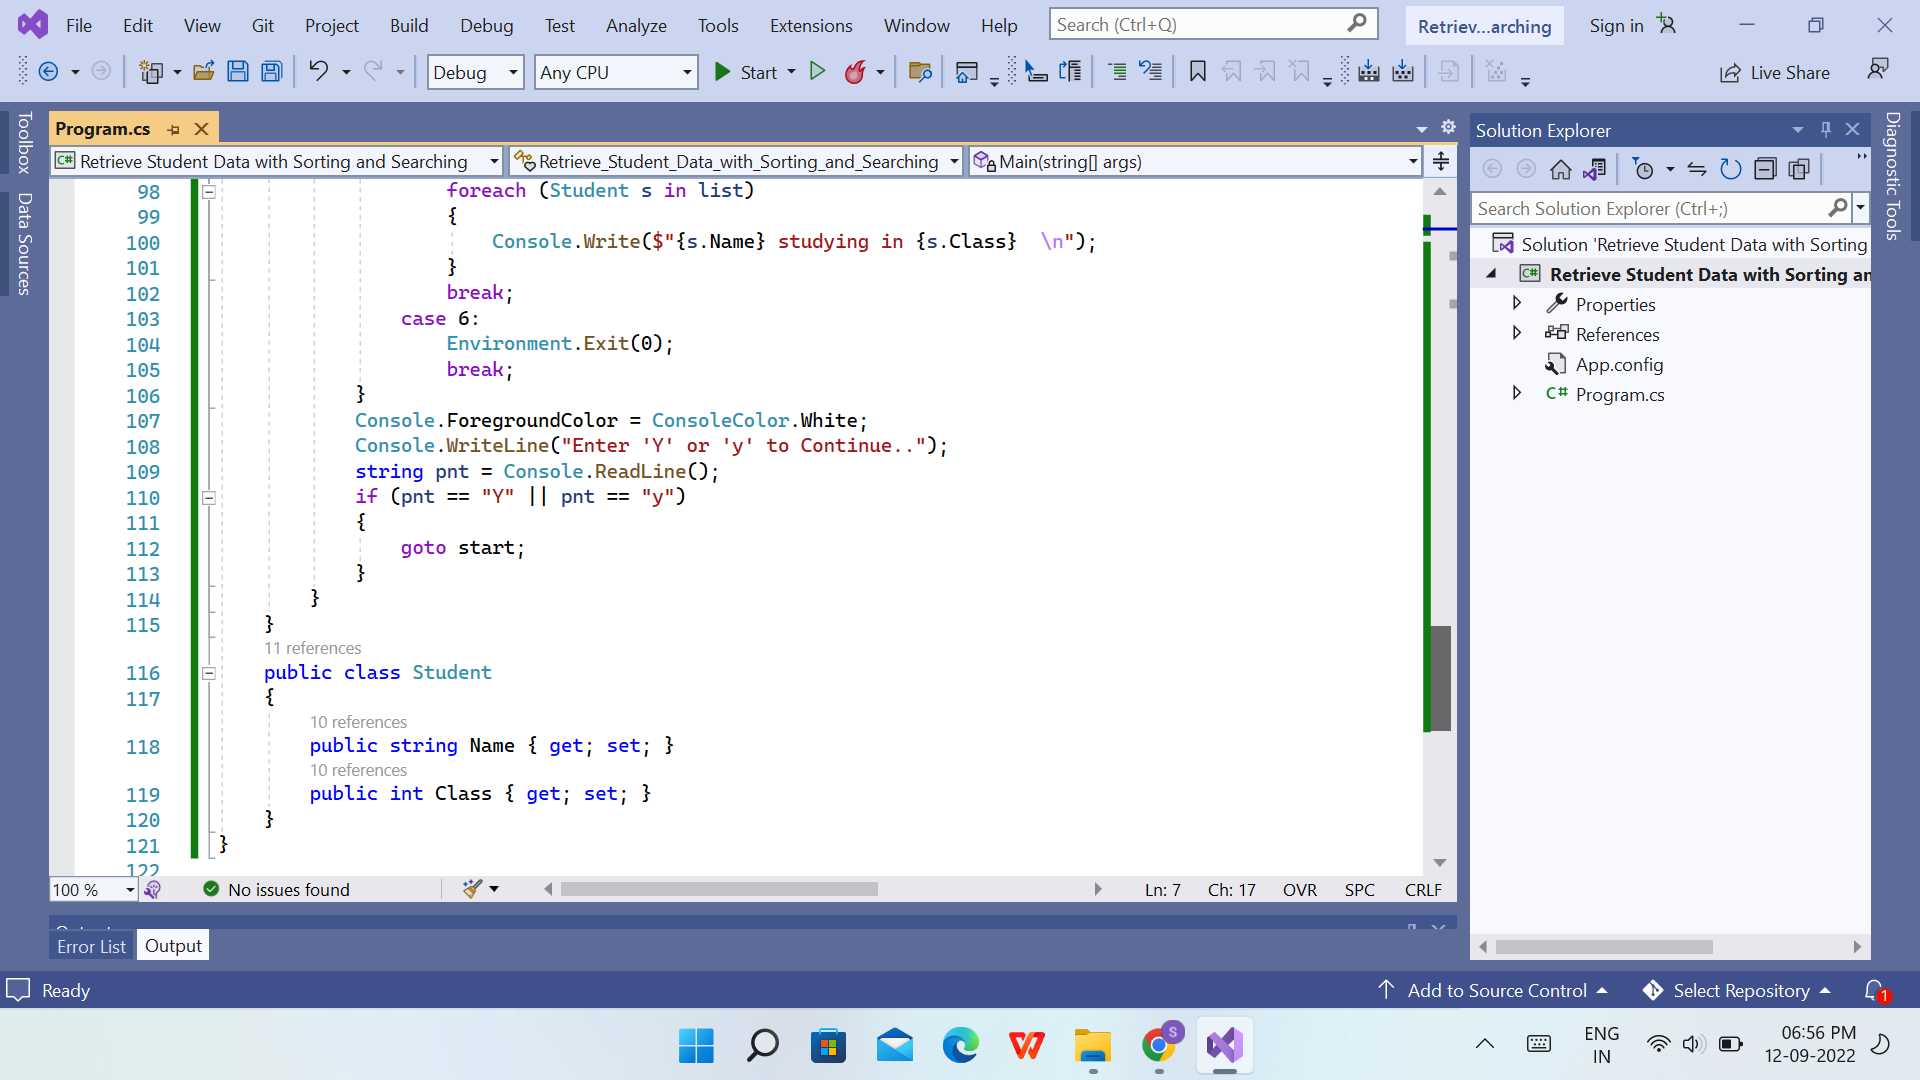 File Edit View Git Project Build Debug Test Analyze Tools Extensions Window Help Search (Ctrl+Q) Retriev...arching Sign in
Debug Any CPU Start Live Share
Toolbox
Data Sources
Program.cs
Retrieve Student Data with Sorting and Searching Retrieve_Student_Data_with_Sorting_and_Searching Main(string[] args)
98 foreach (Student s in list)
99 {
100 Console.Write($"{s.Name} studying in {s.Class}  \n");
101 }
102 break;
103 case 6:
104 Environment.Exit(0);
105 break;
106 }
107 Console.ForegroundColor = ConsoleColor.White;
108 Console.WriteLine("Enter 'Y' or 'y' to Continue..");
109 string pnt = Console.ReadLine();
110 if (pnt == "Y" || pnt == "y")
111 {
112 goto start;
113 }
114 }
115 }
11 references
116 public class Student
117 {
10 references
118 public string Name { get; set; }
10 references
119 public int Class { get; set; }
120 }
121 }
122
100 % No issues found Ln: 7 Ch: 17 OVR SPC CRLF
Error List Output
Solution Explorer
Search Solution Explorer (Ctrl+;)
Solution 'Retrieve Student Data with Sorting
C# Retrieve Student Data with Sorting an
Properties
References
App.config
C# Program.cs
Diagnostic Tools
Ready Add to Source Control Select Repository 1
S
ENG
IN
06:56 PM
12-09-2022